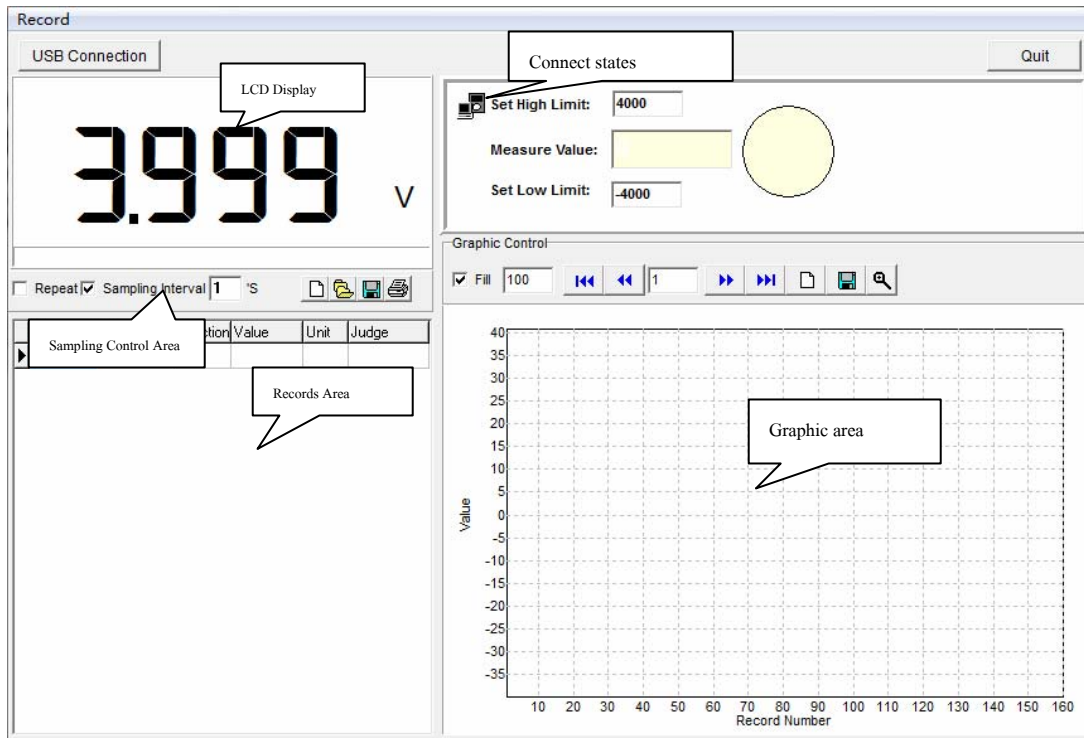 Record
USB Connection
Quit
LCD Display
3.999
V
Connect states
Set High Limit: 4000
Measure Value:
Set Low Limit: -4000
Repeat Sampling Interval 1 'S
Sampling Control Area
Value Unit Judge
Records Area
Graphic Control
Fill 100 1
Graphic area
Value
40
35
30
25
20
15
10
5
0
-5
-10
-15
-20
-25
-30
-35
10 20 30 40 50 60 70 80 90 100 110 120 130 140 150 160
Record Number